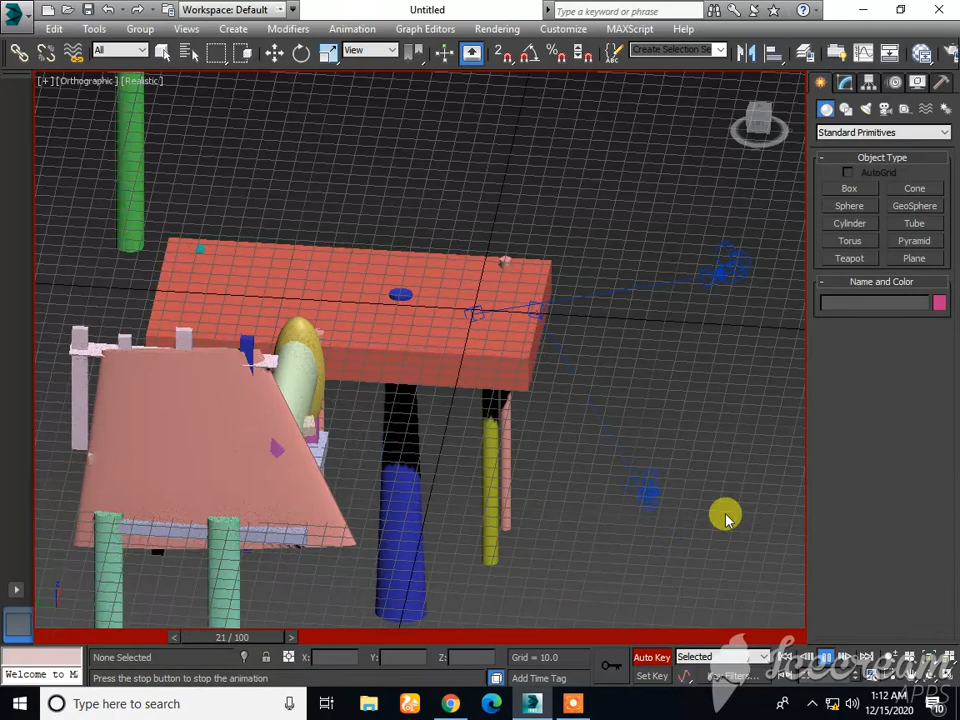 Workspace: Default
Untitled
Type a keyword or phrase
Edit Tools Group Views Create Modifiers Animation Graph Editors Rendering Customize MAXScript
All
View
Create Selection Se
[+] [Orthographic] [Realistic]
Standard Primitives
- Object Type
AutoGrid
Box Cone
Sphere GeoSphere
Cylinder Tube
Torus Pyramid
Teapot Plane
- Name and Color
< 21 / 100 >
None Selected
X: Y: Z:
Grid = 10.0
Auto Key
Selected
Welcome to M
Press the stop button to stop the animation
Add Time Tag
Set Key
Key Filters...
Icecream
APPS
Type here to search
1:12 AM
12/15/2020